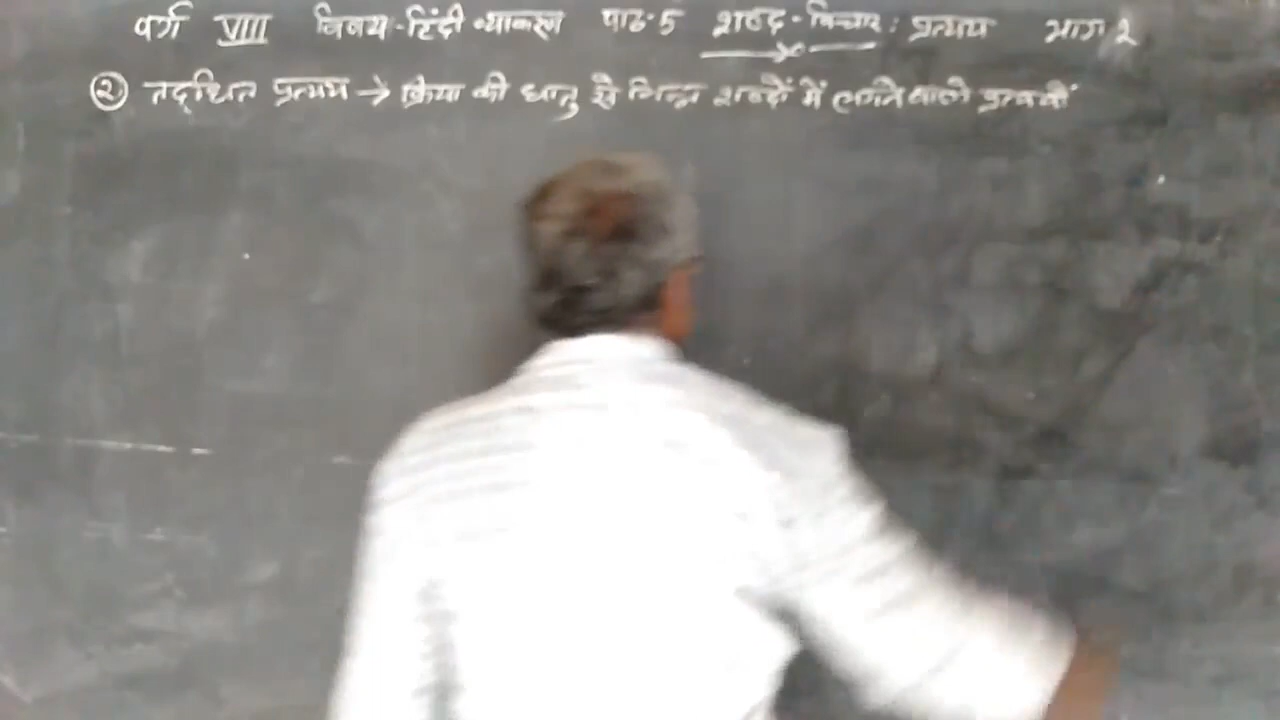 वर्ग VIII विषय-हिंदी व्याकरण पाठ-5 शब्द-विचार: प्रत्यय भाग 2
② तद्धित प्रत्यय → क्रिया की धातु से भिन्न शब्दों में लगने वाले प्रत्ययों